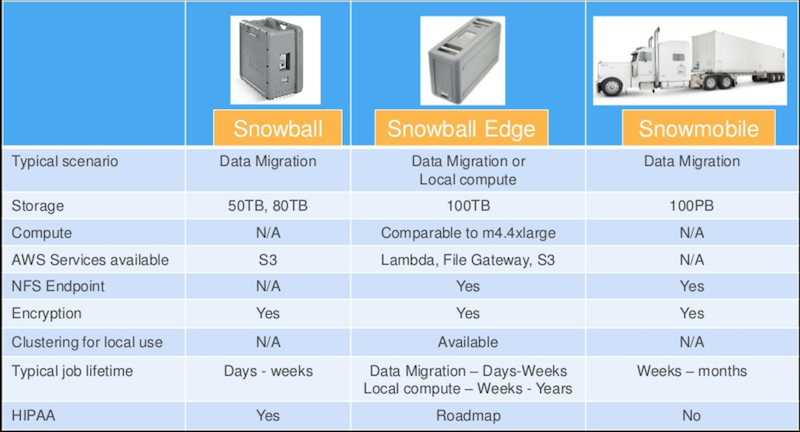 Snowball Snowball Edge Snowmobile
Typical scenario Data Migration Data Migration or Data Migration
Local compute
Storage 50TB, 80TB 100TB 100PB
Compute N/A Comparable to m4.4xlarge N/A
AWS Services available S3 Lambda, File Gateway, S3 N/A
NFS Endpoint N/A Yes Yes
Encryption Yes Yes Yes
Clustering for local use N/A Available N/A
Typical job lifetime Days - weeks Data Migration – Days-Weeks Weeks – months
Local compute – Weeks - Years
HIPAA Yes Roadmap No